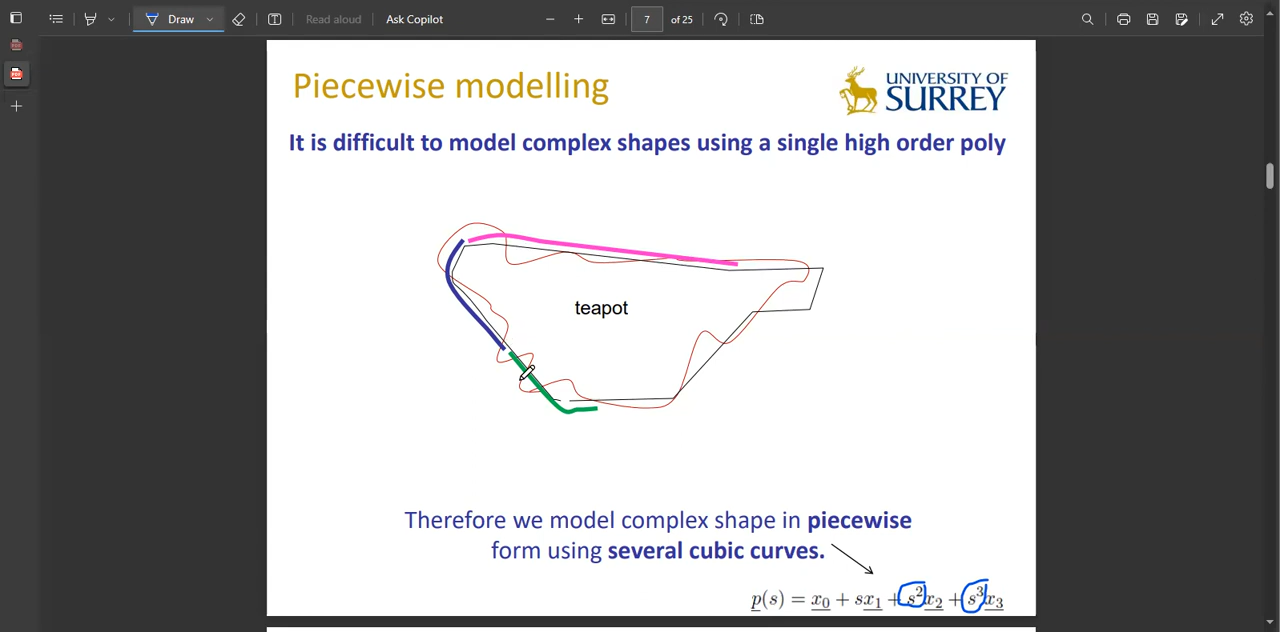 Draw
Read aloud
Ask Copilot
7 of 25
Piecewise modelling
UNIVERSITY OF
SURREY
It is difficult to model complex shapes using a single high order poly
teapot
Therefore we model complex shape in piecewise
form using several cubic curves.
p(s) = x₀ + sx₁ + s²x₂ + s³x₃